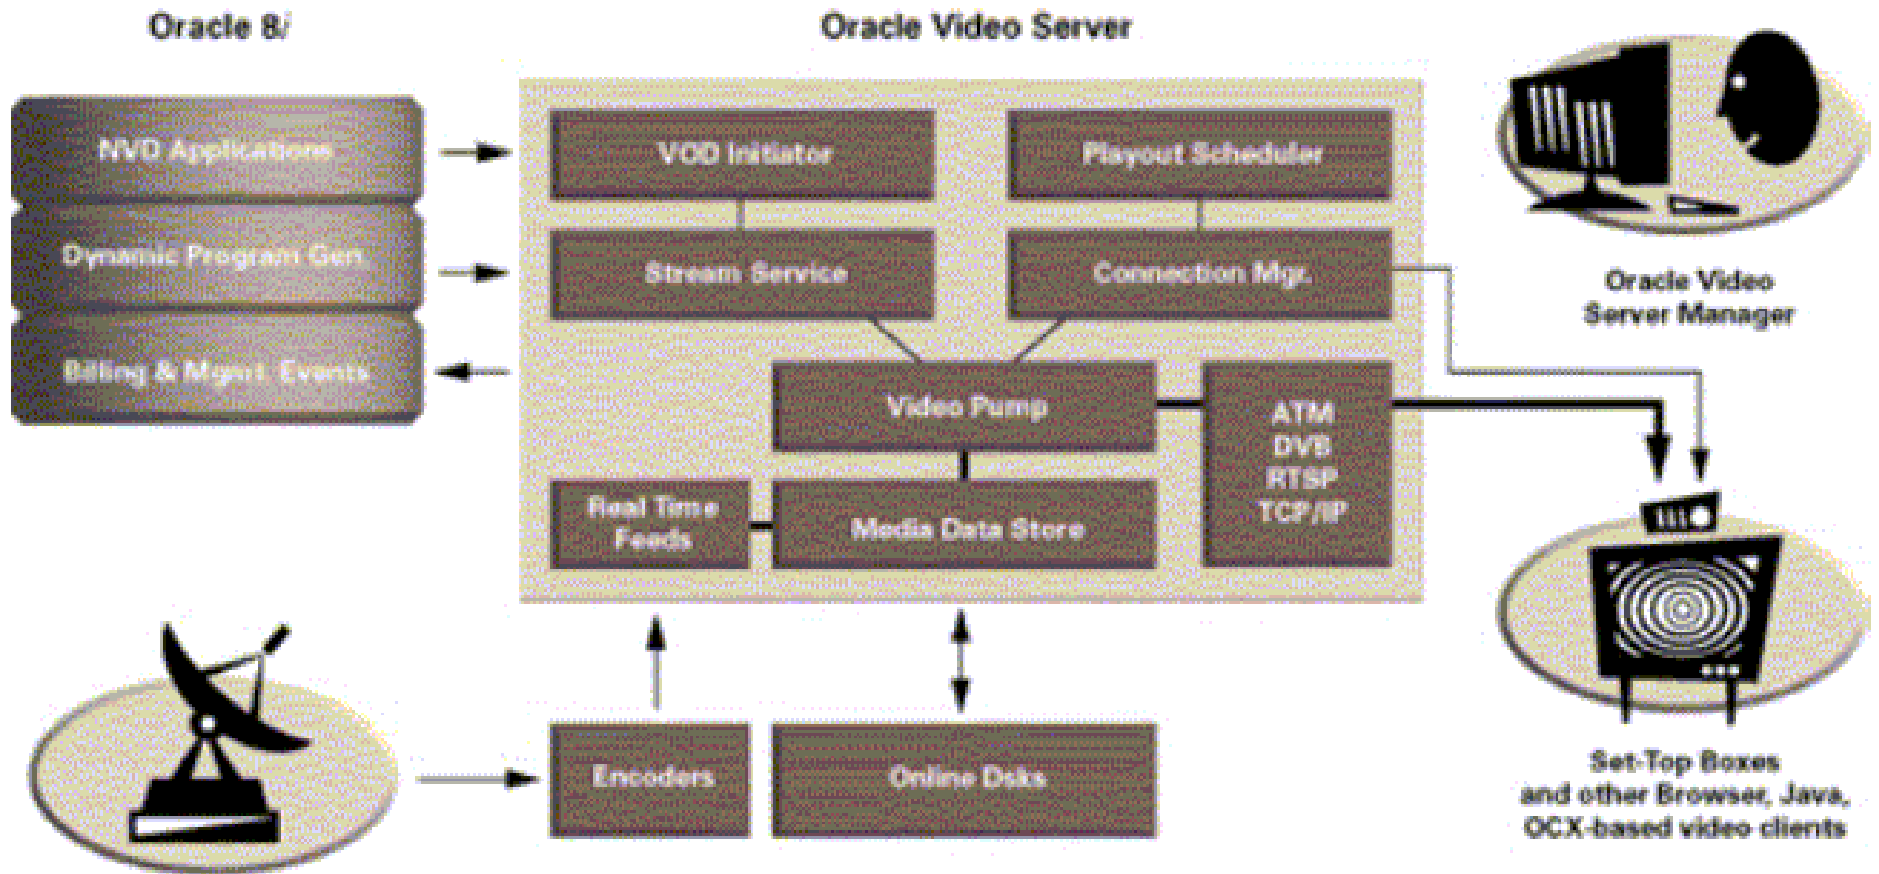 Oracle 8i
Oracle Video Server
NVD Applications
Dynamic Program Gen.
Billing & Mgmt. Events
VOD Initiator
Playout Scheduler
Stream Service
Connection Mgr.
Video Pump
ATM
DVB
RTSP
TCP/IP
Real Time
Feeds
Media Data Store
Encoders
Online Dsks
Oracle Video
Server Manager
Set-Top Boxes
and other Browser, Java,
OCX-based video clients